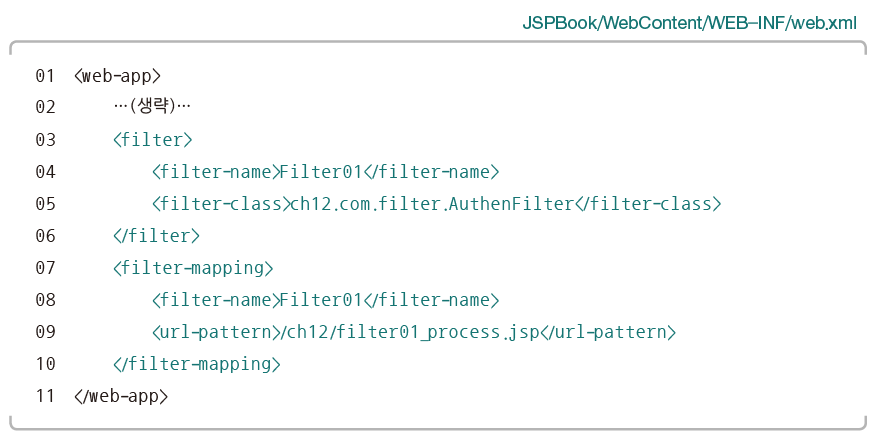 JSPBook/WebContent/WEB-INF/web.xml
01 <web-app>
02 …(생략)…
03 <filter>
04 <filter-name>Filter01</filter-name>
05 <filter-class>ch12.com.filter.AuthenFilter</filter-class>
06 </filter>
07 <filter-mapping>
08 <filter-name>Filter01</filter-name>
09 <url-pattern>/ch12/filter01_process.jsp</url-pattern>
10 </filter-mapping>
11 </web-app>